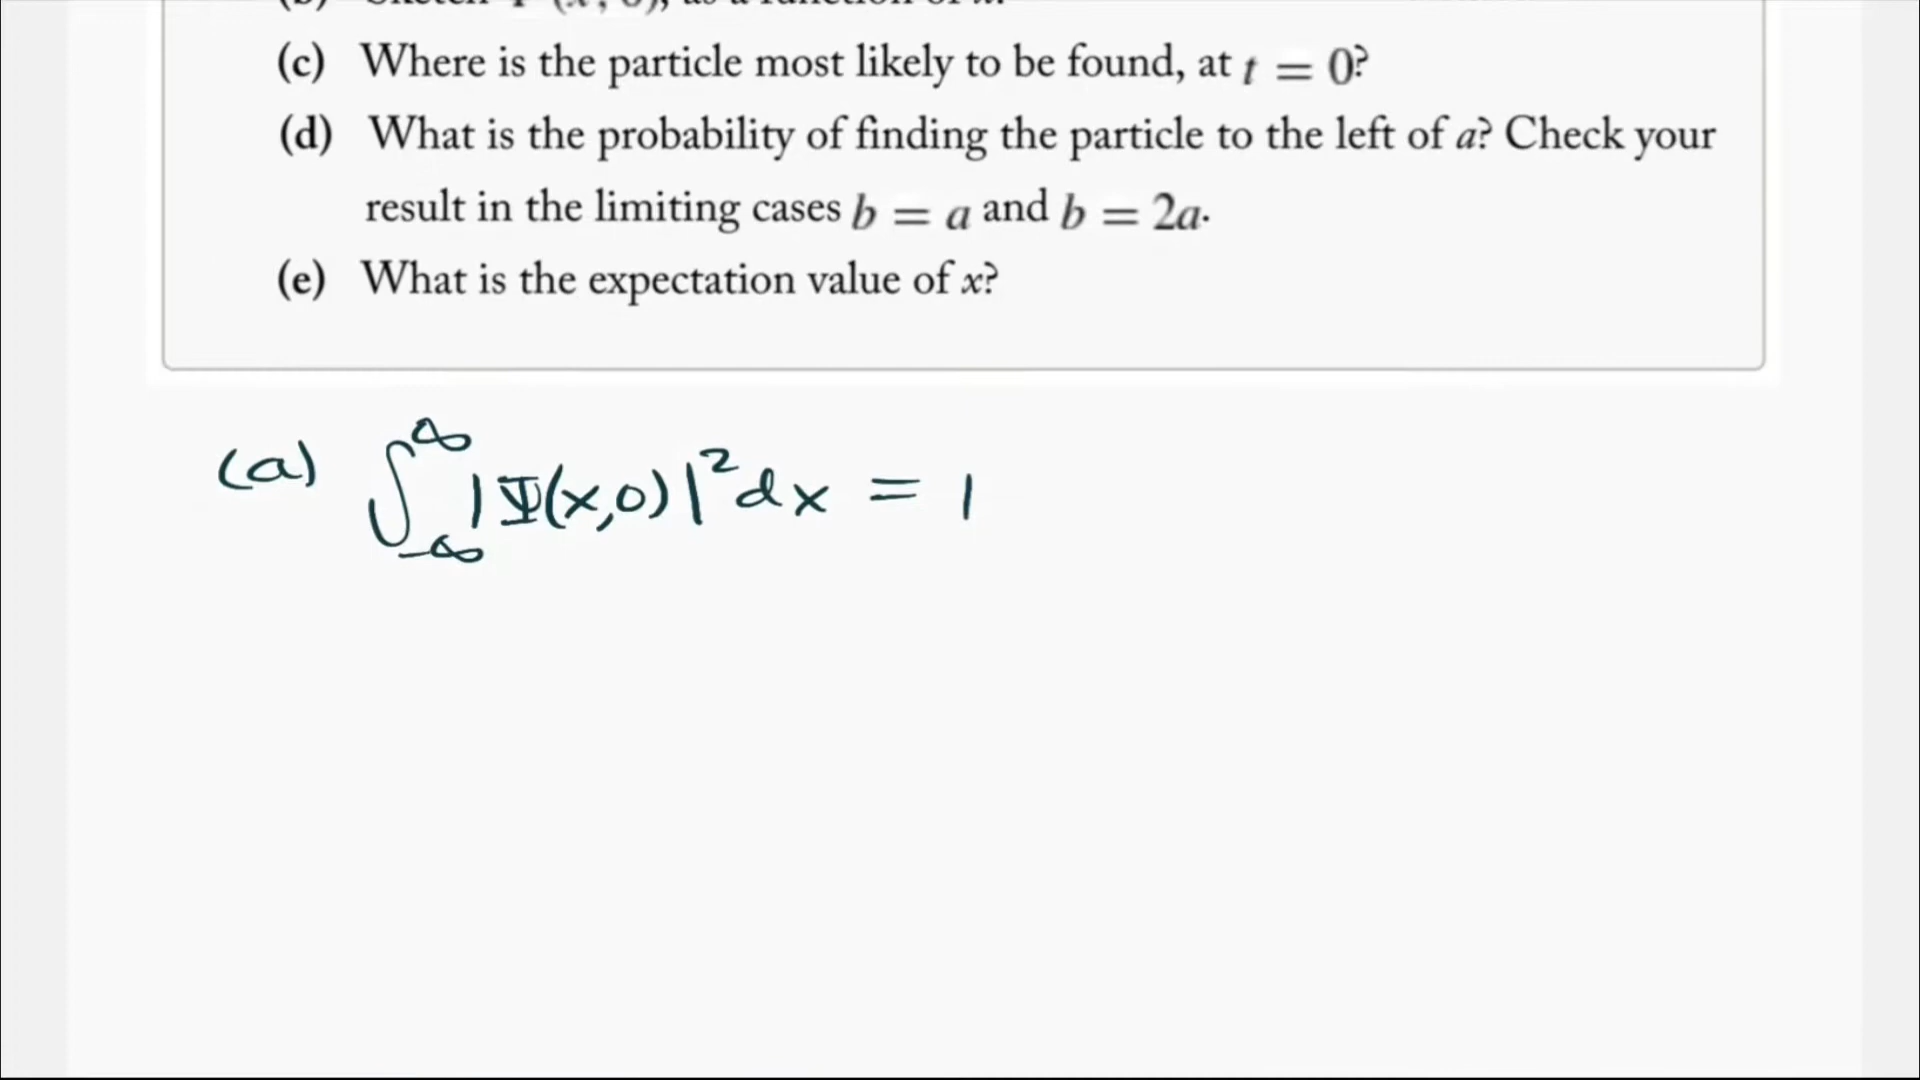 (c) Where is the particle most likely to be found, at t = 0?
(d) What is the probability of finding the particle to the left of a? Check your
result in the limiting cases b = a and b = 2a.
(e) What is the expectation value of x?
(a) ∫_{-∞}^{∞} |Ψ(x,0)|² dx = 1